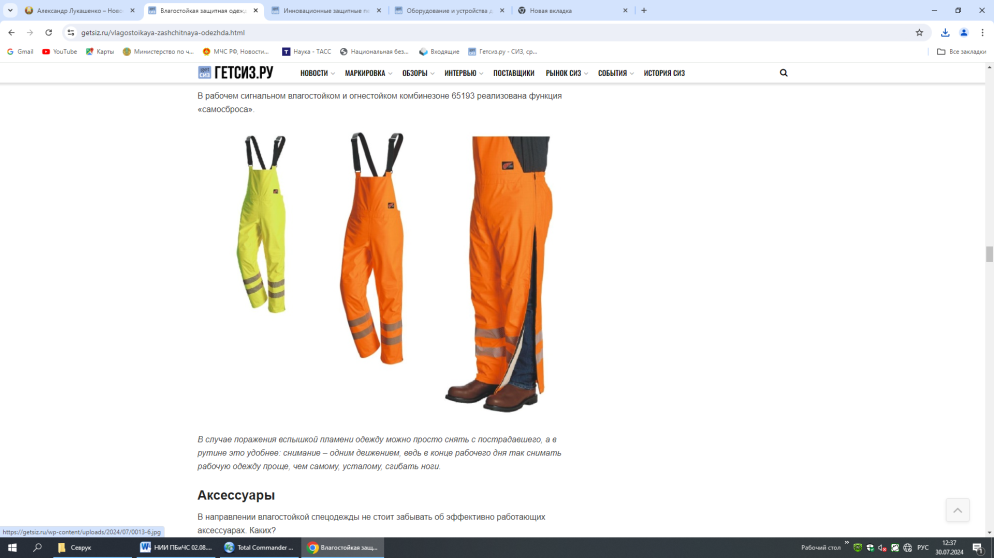 Александр Лукашенко – Ново
Влагостойкая защитная одеж
Инновационные защитные пе
Оборудование и устройства д
Новая вкладка
getsiz.ru/vlagostoikaya-zashchitnaya-odezhda.html
Gmail
YouTube
Карты
Министерство по ч...
МЧС РФ, Новости...
Наука - ТАСС
Народная без...
Входящие
Гетсиз.ру - СИЗ, ср...
Все закладки
ГЕТСИЗ.РУ
НОВОСТИ
МАРКИРОВКА
ОБЗОРЫ
ИНТЕРВЬЮ
ПОСТАВЩИКИ
РЫНОК СИЗ
СОБЫТИЯ
ИСТОРИЯ СИЗ
В рабочем сигнальном влагостойком и огнестойком комбинезоне 65193 реализована функция
«самосброса».
В случае поражения вспышкой пламени одежду можно просто снять с пострадавшего, а в
рутине это удобнее: снимание – одним движением, ведь в конце рабочего дня так снимать
рабочую одежду проще, чем самому, усталому, сгибать ноги.
Аксессуары
В направлении влагостойкой спецодежды не стоит забывать об эффективно работающих
аксессуарах. Каких?
https://getsiz.ru/wp-content/uploads/2024/07/0013-6.jpg
Севрук
НИИ ПБиЧС 02.08....
Total Commander ...
Влагостойкая защ...
Рабочий стол
РУС
12:37
30.07.2024